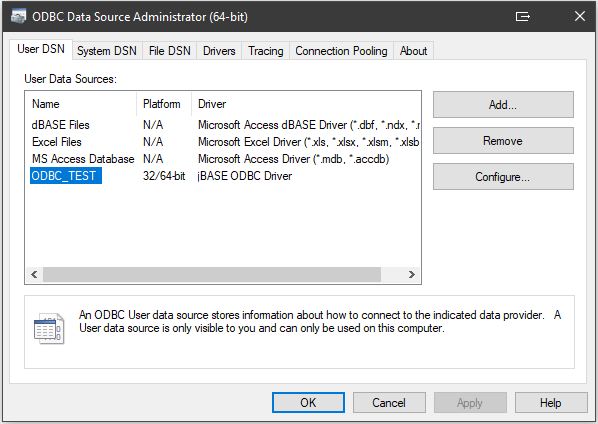 ODBC Data Source Administrator (64-bit)
User DSN System DSN File DSN Drivers Tracing Connection Pooling About
User Data Sources:
Name Platform Driver
dBASE Files N/A Microsoft Access dBASE Driver (*.dbf, *.ndx, *.r
Excel Files N/A Microsoft Excel Driver (*.xls, *.xlsx, *.xlsm, *.xlsb
MS Access Database N/A Microsoft Access Driver (*.mdb, *.accdb)
ODBC_TEST 32/64-bit jBASE ODBC Driver
Add...
Remove
Configure...
An ODBC User data source stores information about how to connect to the indicated data provider. A
User data source is only visible to you and can only be used on this computer.
OK Cancel Apply Help